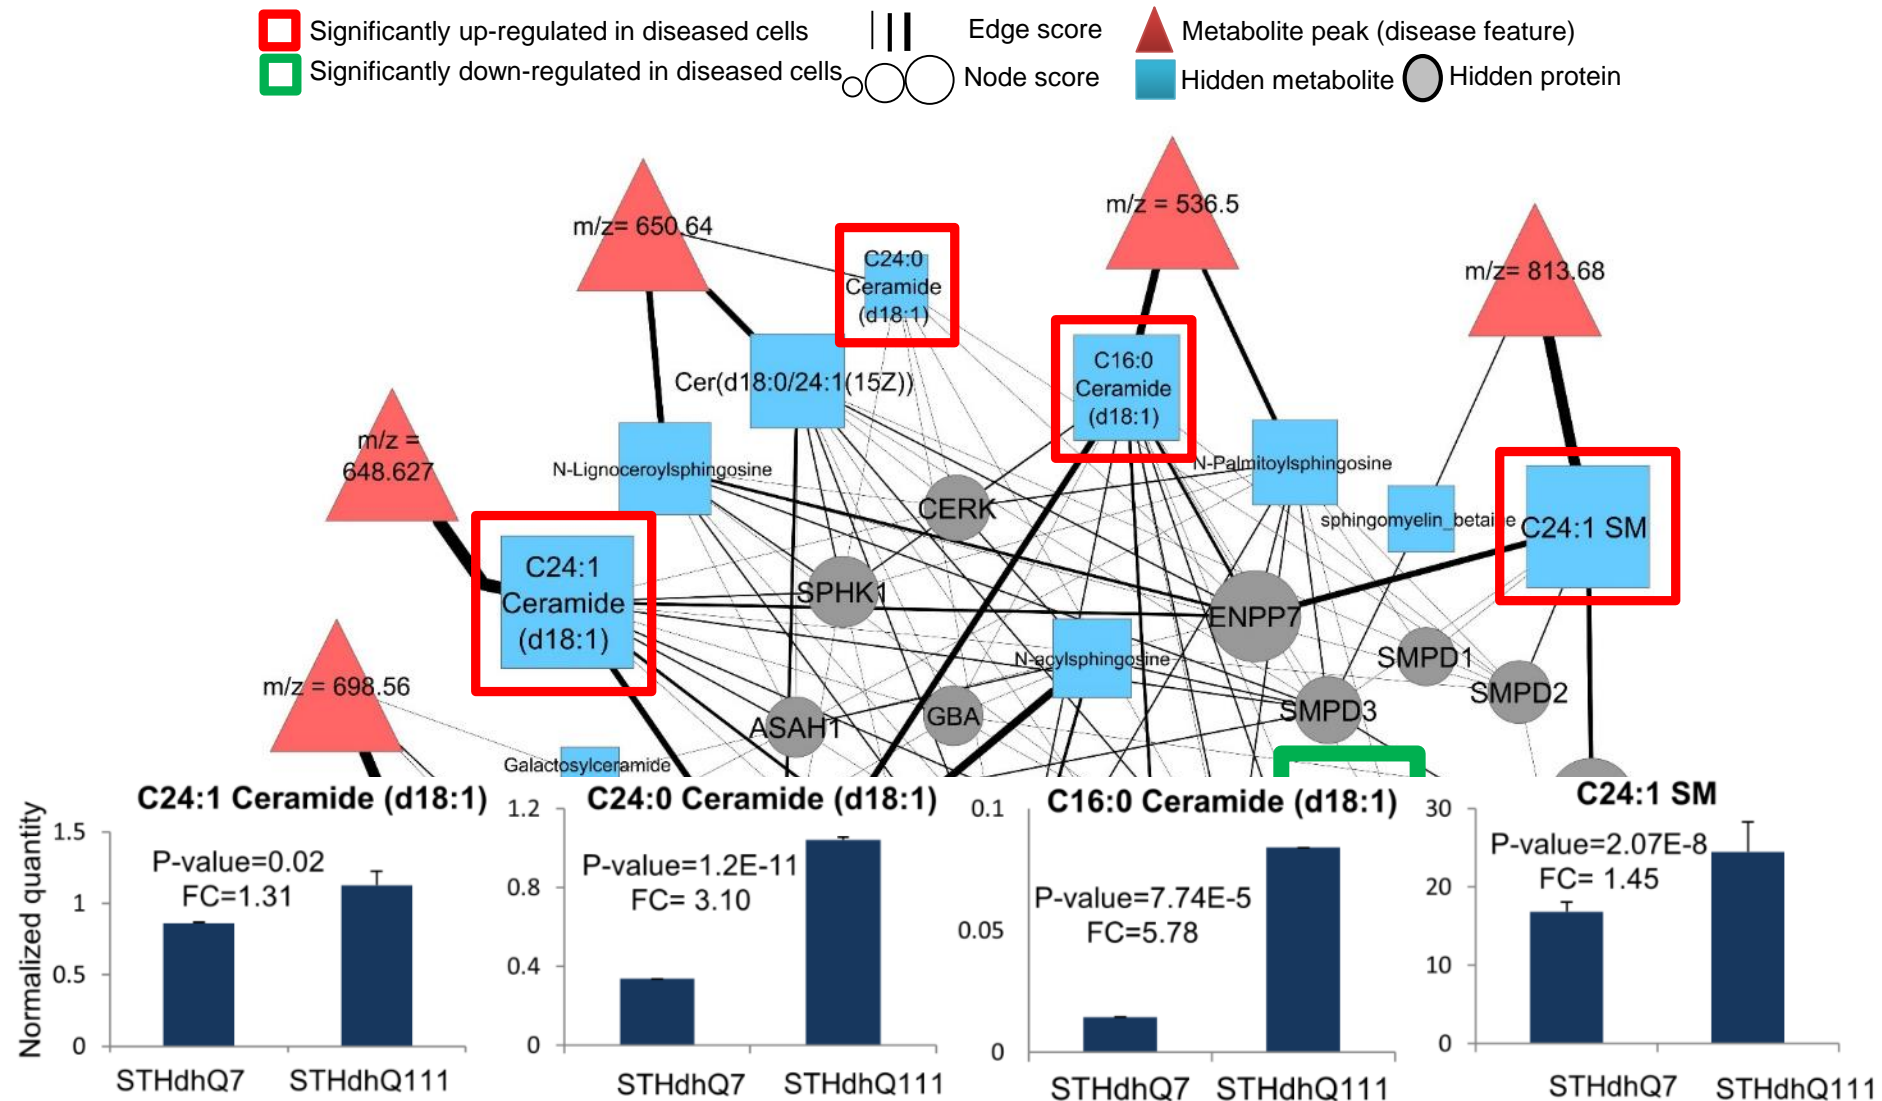 Significantly up-regulated in diseased cells
Edge score
Metabolite peak (disease feature)
Significantly down-regulated in diseased cells
Node score
Hidden metabolite
Hidden protein
m/z= 650.64
m/z = 536.5
m/z= 813.68
C24:0
Ceramide
(d18:1)
C16:0
Ceramide
(d18:1)
Cer(d18:0/24:1(15Z))
m/z =
648.627
N-Lignoceroylsphingosine
N-Palmitoylsphingosine
CERK
sphingomyelin_betaine
C24:1 SM
C24:1
Ceramide
(d18:1)
SPHK1
ENPP7
N-acylsphingosine
SMPD1
SMPD2
m/z = 698.56
ASAH1
GBA
SMPD3
Galactosylceramide
Normalized quantity
C24:1 Ceramide (d18:1)
1.5
1
0.5
0
P-value=0.02
FC=1.31
STHdhQ7
STHdhQ111
C24:0 Ceramide (d18:1)
1.2
0.8
0.4
0
P-value=1.2E-11
FC= 3.10
STHdhQ7
STHdhQ111
C16:0 Ceramide (d18:1)
0.1
0.05
0
P-value=7.74E-5
FC=5.78
STHdhQ7
STHdhQ111
C24:1 SM
30
20
10
0
P-value=2.07E-8
FC= 1.45
STHdhQ7
STHdhQ111